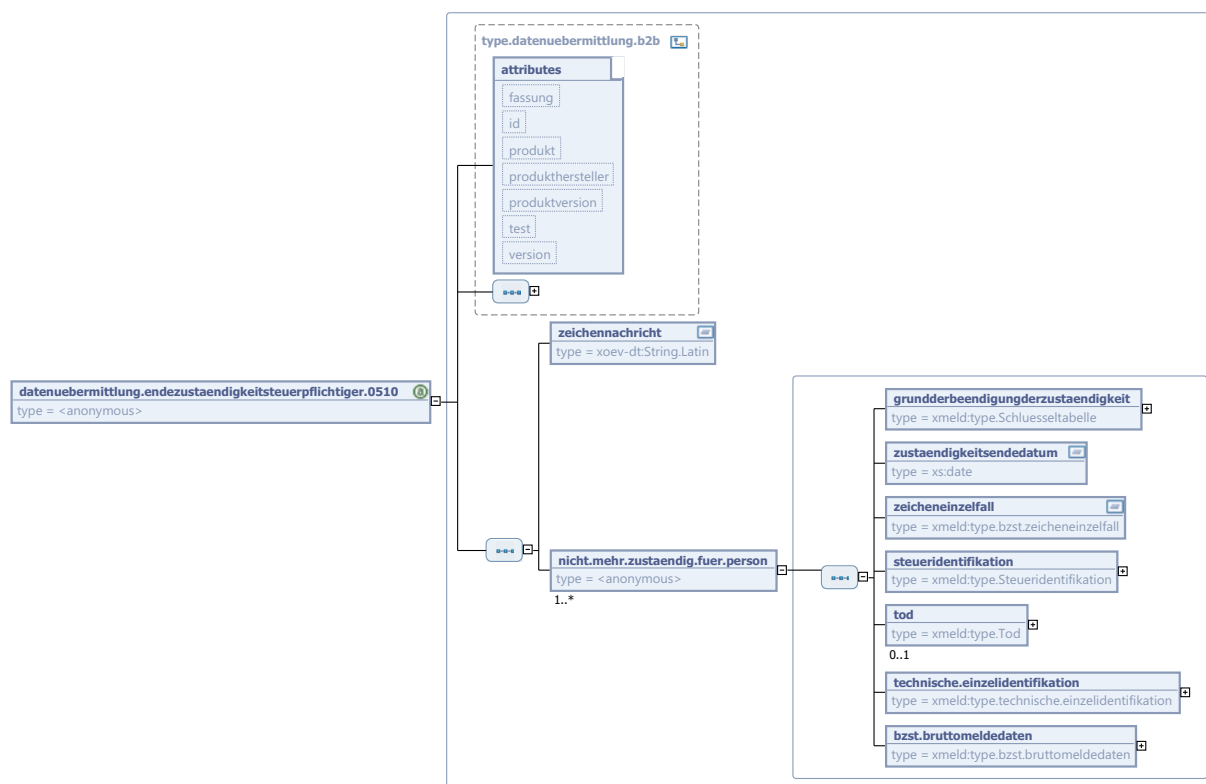 type.datenuebermittlung.b2b
attributes
fassung
id
produkt
produkthersteller
produktversion
test
version
zeichennachricht
type = xoev-dt:String.Latin
datenuebermittlung.endezustaendigkeitsteuerpflichtiger.0510
type = <anonymous>
nicht.mehr.zustaendig.fuer.person
type = <anonymous>
1..*
grundderbeendigungderzustaendigkeit
type = xmeld:type.Schluesseltabelle
zustaendigkeitsendedatum
type = xs:date
zeicheneinzelfall
type = xmeld:type.bzst.zeicheneinzelfall
steueridentifikation
type = xmeld:type.Steueridentifikation
tod
type = xmeld:type.Tod
0..1
technische.einzelidentifikation
type = xmeld:type.technische.einzelidentifikation
bzst.bruttomeldedaten
type = xmeld:type.bzst.bruttomeldedaten